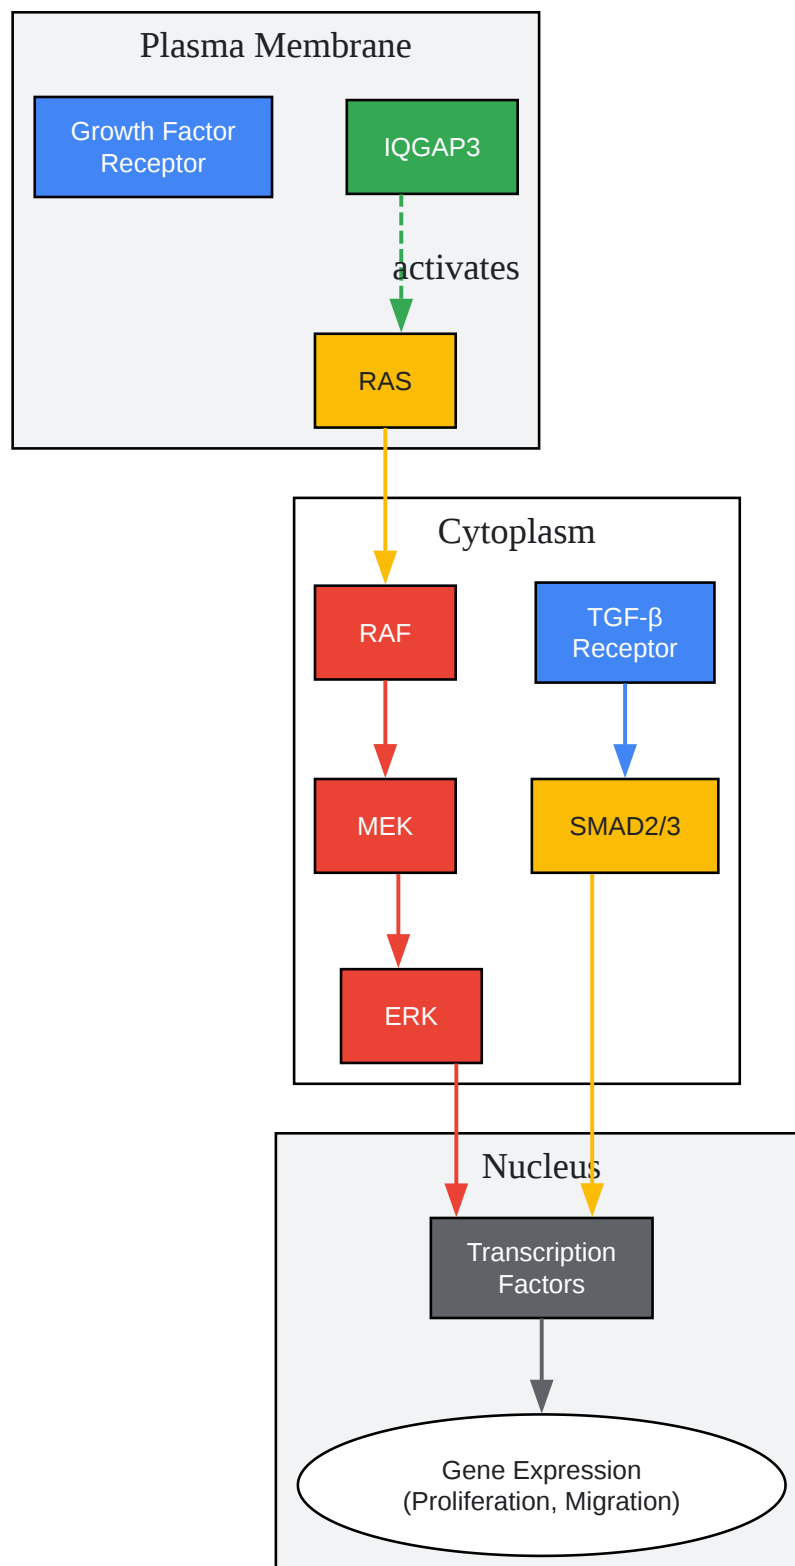 Plasma Membrane
Growth Factor
Receptor
IQGAP3
activates
RAS
Cytoplasm
RAF
TGF-β
Receptor
MEK
SMAD2/3
ERK
Nucleus
Transcription
Factors
Gene Expression
(Proliferation, Migration)